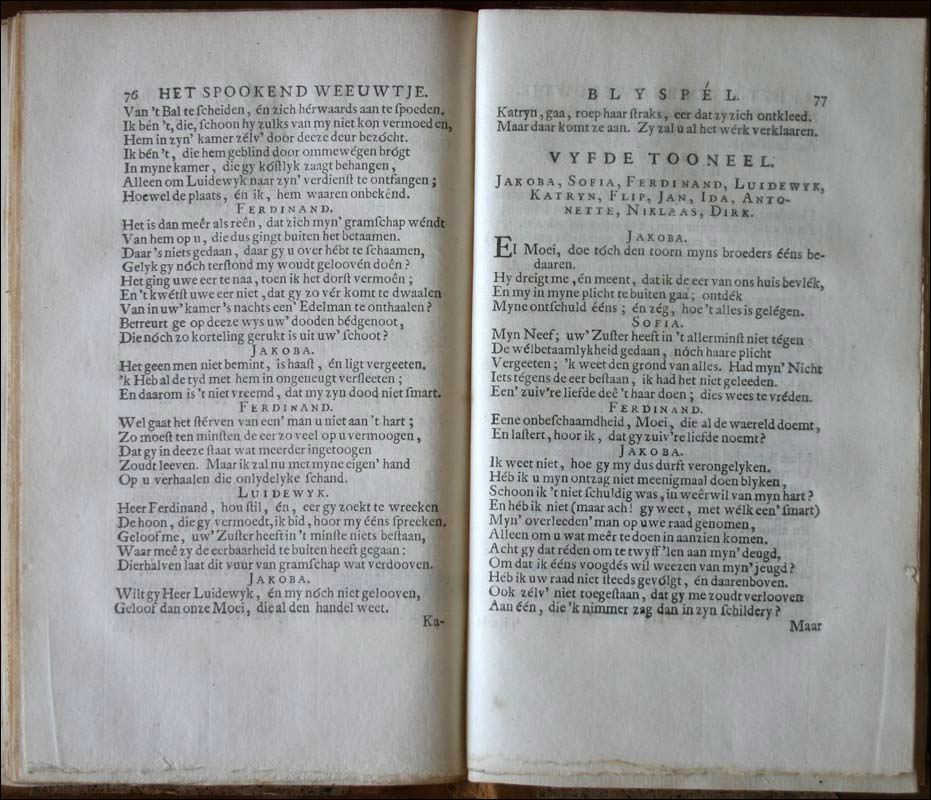 76 HET SPOOKEND WEEUWTJE.
Van 't Bal te ſcheiden, én zich hérwaards aan te ſpoeden.
Ik bén 't, die, ſchoon hy zulks van my niet kon vermoeden,
Hem in zyn' kamer zélv' door deeze deur bezócht.
Ik bén 't, die hem geblind door ommewégen brógt
In myne kamer, die gy kóſtlyk zaagt behangen,
Alleen om Luidewyk naar zyn' verdienſt te ontfangen;
Hoewel de plaats, én ik, hem waaren onbekénd.
FERDINAND.
Het is dan meêr als reên, dat zich myn' gramſchap wéndt
Van hem op u, die dus gingt buiten het betaamen.
Daar 's niets gedaan, daar gy u over hébt te ſchaamen,
Gelyk gy nóch terſtond my woudt gelooven doên?
Het ging uwe eer te naa, toen ik het dorſt vermoên;
En 't kwétſt uwe eer niet, dat gy zo vér komt te dwaalen
Van in uw' kamer 's nachts een' Edelman te onthaalen?
Betreurt ge op deeze wys uw' dooden bédgenoot,
Die nóch zo korteling gerukt is uit uw' ſchoot?
JAKOBA.
Het geen men niet bemint, is haaſt, én ligt vergeeten.
'k Heb al de tyd met hem in ongeneugt verſleeten;
En daarom is 't niet vreemd, dat my zyn dood niet ſmart.
FERDINAND.
Wel gaat het ſtérven van een' man u niet aan 't hart;
Zo moeſt ten minſten de eer zo veel op u vermoogen,
Dat gy in deeze ſtaat wat meerder ingetoogen
Zoudt leeven. Maar ik zal nu met myne eigen' hand
Op u verhaalen die onlydelyke ſchand.
LUIDEWYK.
Heer Ferdinand, hou ſtil, én, eer gy zoekt te wreeken
De hoon, die gy vermoedt, ik bid, hoor my ééns ſpreeken.
Geloof me, uw' Zuſter heeft in 't minſte niets beſtaan,
Waar meê zy de eerbaarheid te buiten heeft gegaan:
Dierhalven laat dit vuur van gramſchap wat verdooven.
JAKOBA.
Wilt gy Heer Luidewyk, én my nóch niet gelooven,
Geloof dan onze Moei, die al den handel weet.
Ka-
BLYSPÉL. 77
Katryn, gaa, roep haar ſtraks, eer dat zy zich ontkleed.
Maar daar komt ze aan. Zy zal u al het wérk verklaaren.
VYFDE TOONEEL.
JAKOBA, SOFIA, FERDINAND, LUIDEWYK,
KATRYN, FLIP, JAN, IDA, ANTO-
NETTE, NIKLAAS, DIRK.
JAKOBA.
EI Moei, doe tóch den toorn myns broeders ééns be-
daaren.
Hy dreigt me, én meent, dat ik de eer van ons huis bevlék,
En my in myne plicht te buiten gaa; ontdék
Myne ontſchuld ééns; én zég, hoe 't alles is gelégen.
SOFIA.
Myn Neef; uw' Zuſter heeft in 't allerminſt niet tégen
De wélbetaamlykheid gedaan, nóch haare plicht
Vergeeten; 'k weet den grond van alles. Had myn' Nicht
Iets tégens de eer beſtaan, ik had het niet geleeden.
Een' zuiv're liefde deê 't haar doen; dies wees te vréden.
FERDINAND.
Eene onbeſchaamdheid, Moei, die al de waereld doemt,
En laſtert, hoor ik, dat gy zuiv're liefde noemt?
JAKOBA.
Ik weet niet, hoe gy my dus durft verongelyken.
Héb ik u myn ontzag niet meenigmaal doen blyken,
Schoon ik 't niet ſchuldig was, in weêrwil van myn' hart?
En héb ik niet (maar ach! gy weet, met wélk een' ſmart)
Myn' overleeden' man op uwe raad genomen,
Alleen om u wat meêr te doen in aanzien komen.
Acht gy dat réden om te twyff'len aan myn' deugd,
Om dat ik ééns voogdés wil weezen van myn' jeugd?
Héb ik uw raad niet ſteeds gevólgt, én daarenboven.
Ook zélv' niet toegeſtaan, dat gy me zoudt verlooven
Aan één, die 'k nimmer zag dan in zyn ſchildery?
Maar